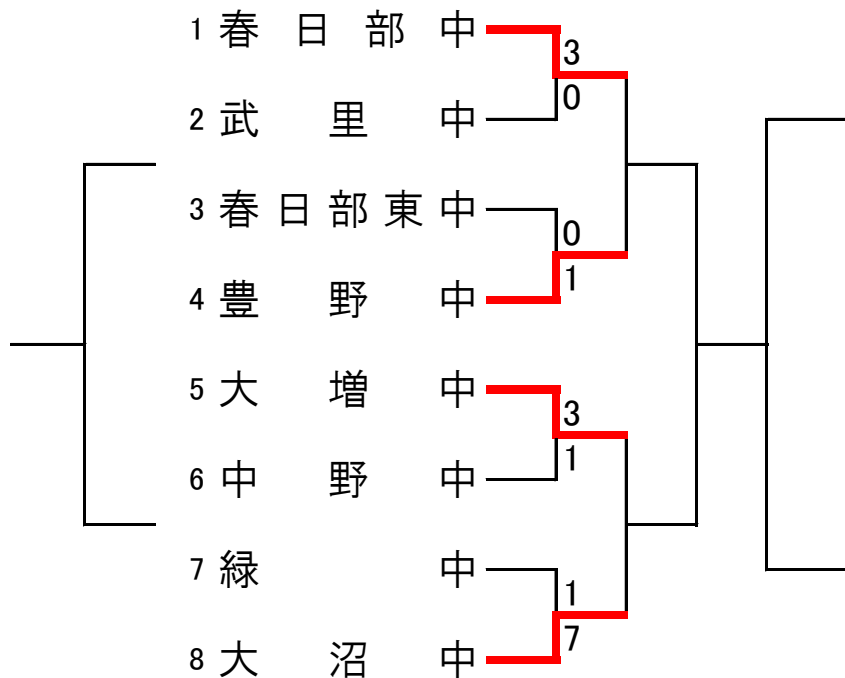 1 春日部中
3
0
2 武里中
3 春日部東中
0
1
4 豊野中
5 大増中
3
1
6 中野中
7 緑中
1
7
8 大沼中